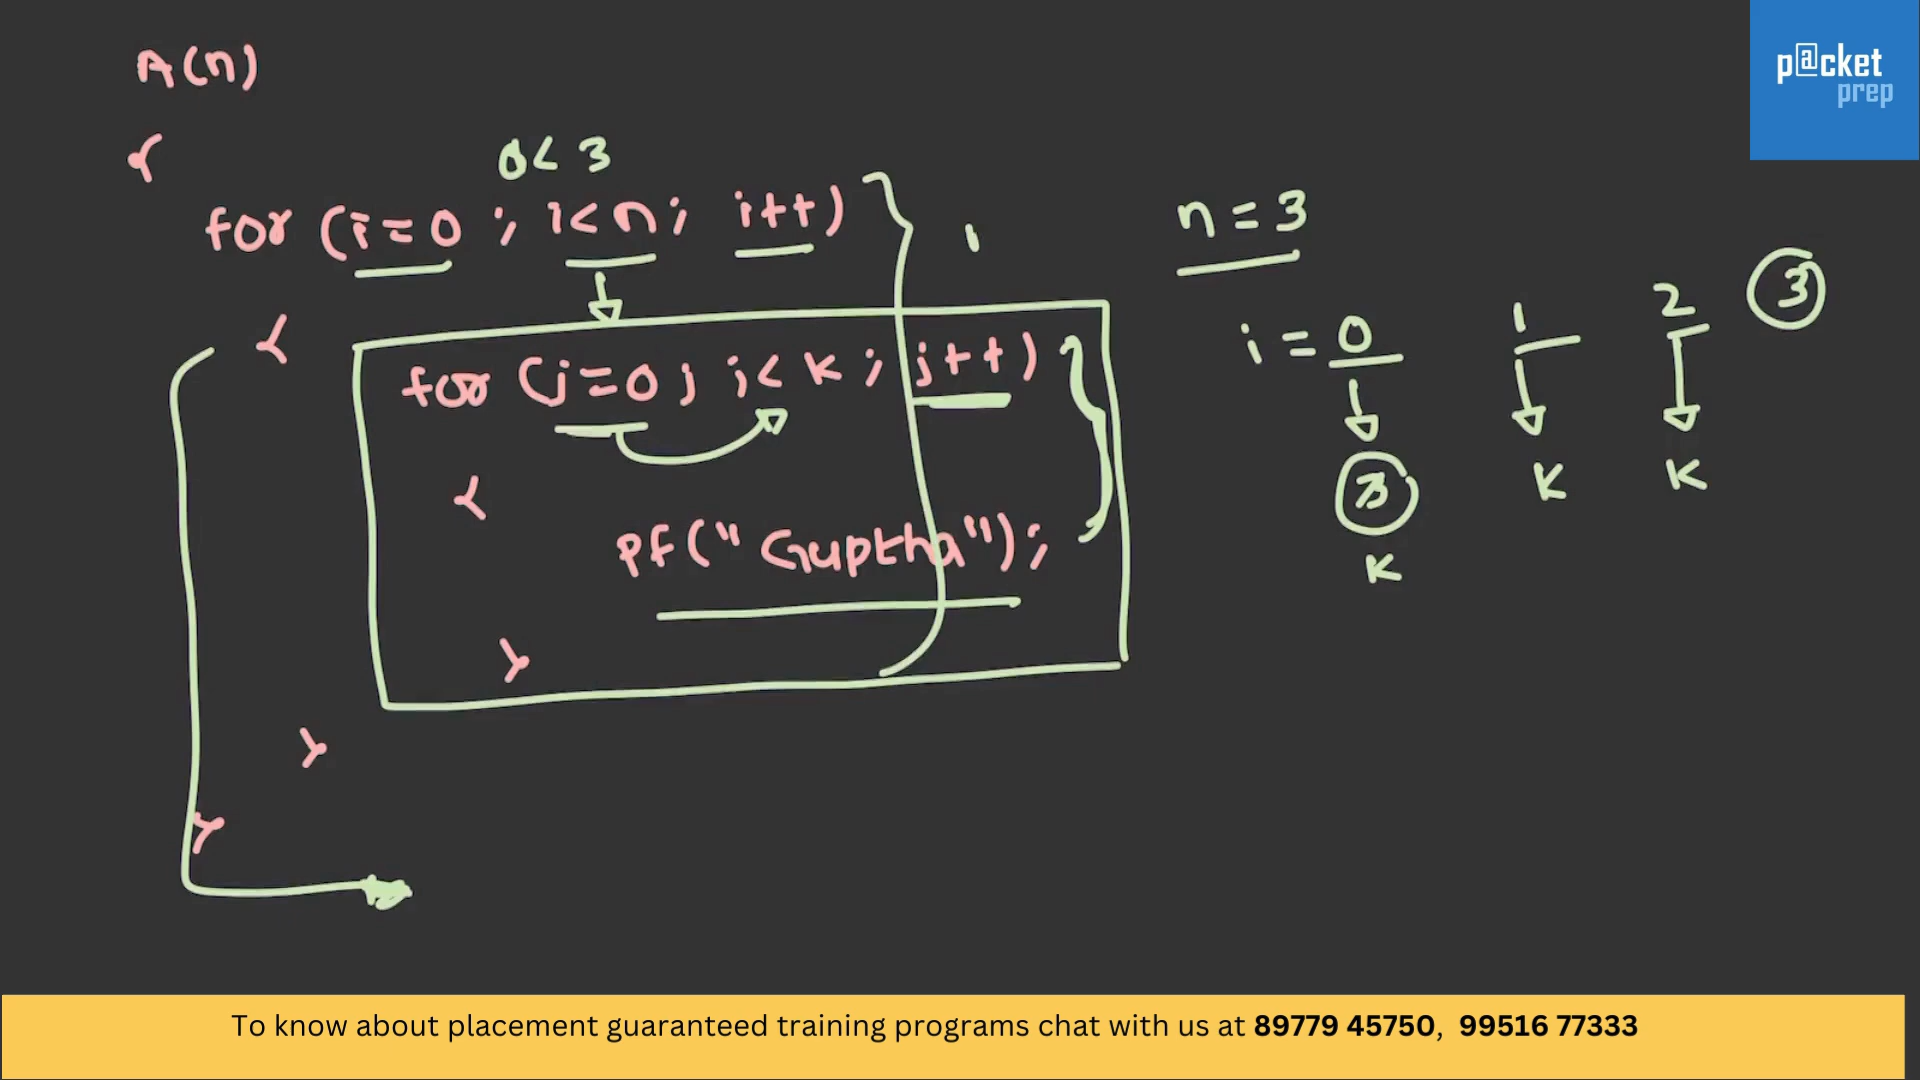 A(n)
{
0 < 3
for (i=0 ; i<n; i++)
{
for (j=0; j<k; j++)
{
pf("Guptha");
}
}
}
n = 3
i = 0 1 2 3
3 k k
k
p@cket
prep
To know about placement guaranteed training programs chat with us at 89779 45750, 99516 77333